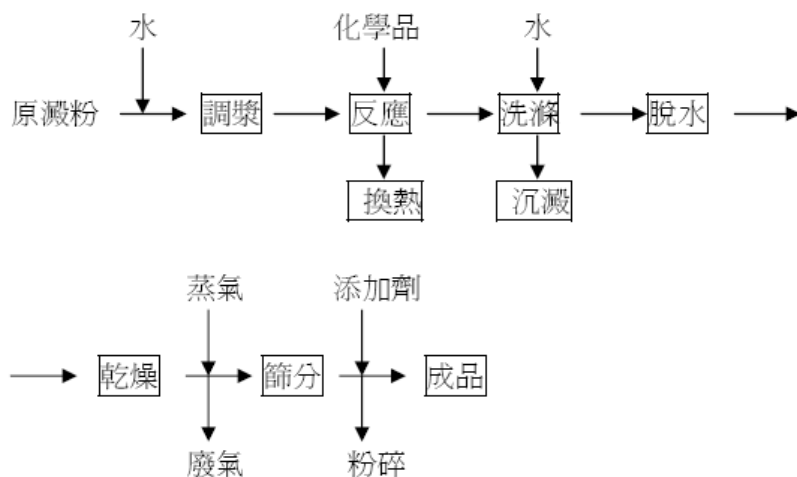 水 化學品 水
原澱粉 調漿 反應 洗滌 脫水
換熱 沉澱
蒸氣 添加劑
乾燥 篩分 成品
廢氣 粉碎